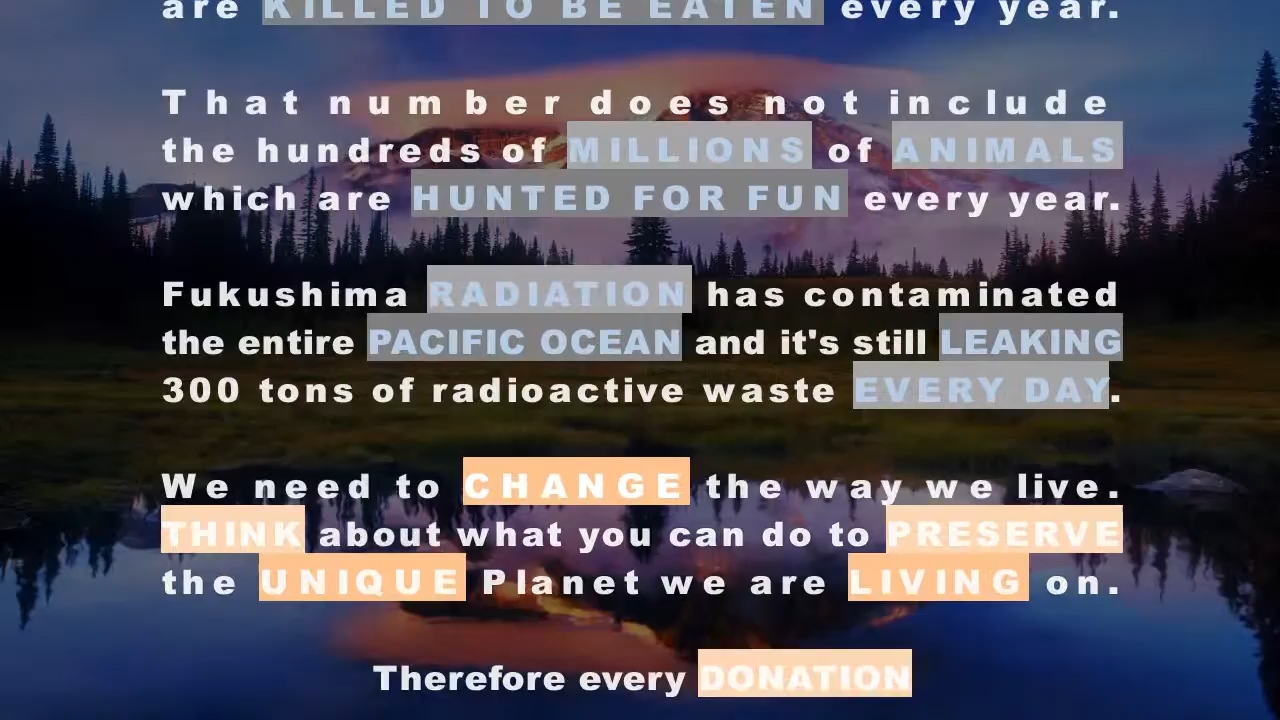 are KILLED TO BE EATEN every year.
That number does not include
the hundreds of MILLIONS of ANIMALS
which are HUNTED FOR FUN every year.
Fukushima RADIATION has contaminated
the entire PACIFIC OCEAN and it's still LEAKING
300 tons of radioactive waste EVERY DAY.
We need to CHANGE the way we live.
THINK about what you can do to PRESERVE
the UNIQUE Planet we are LIVING on.
Therefore every DONATION